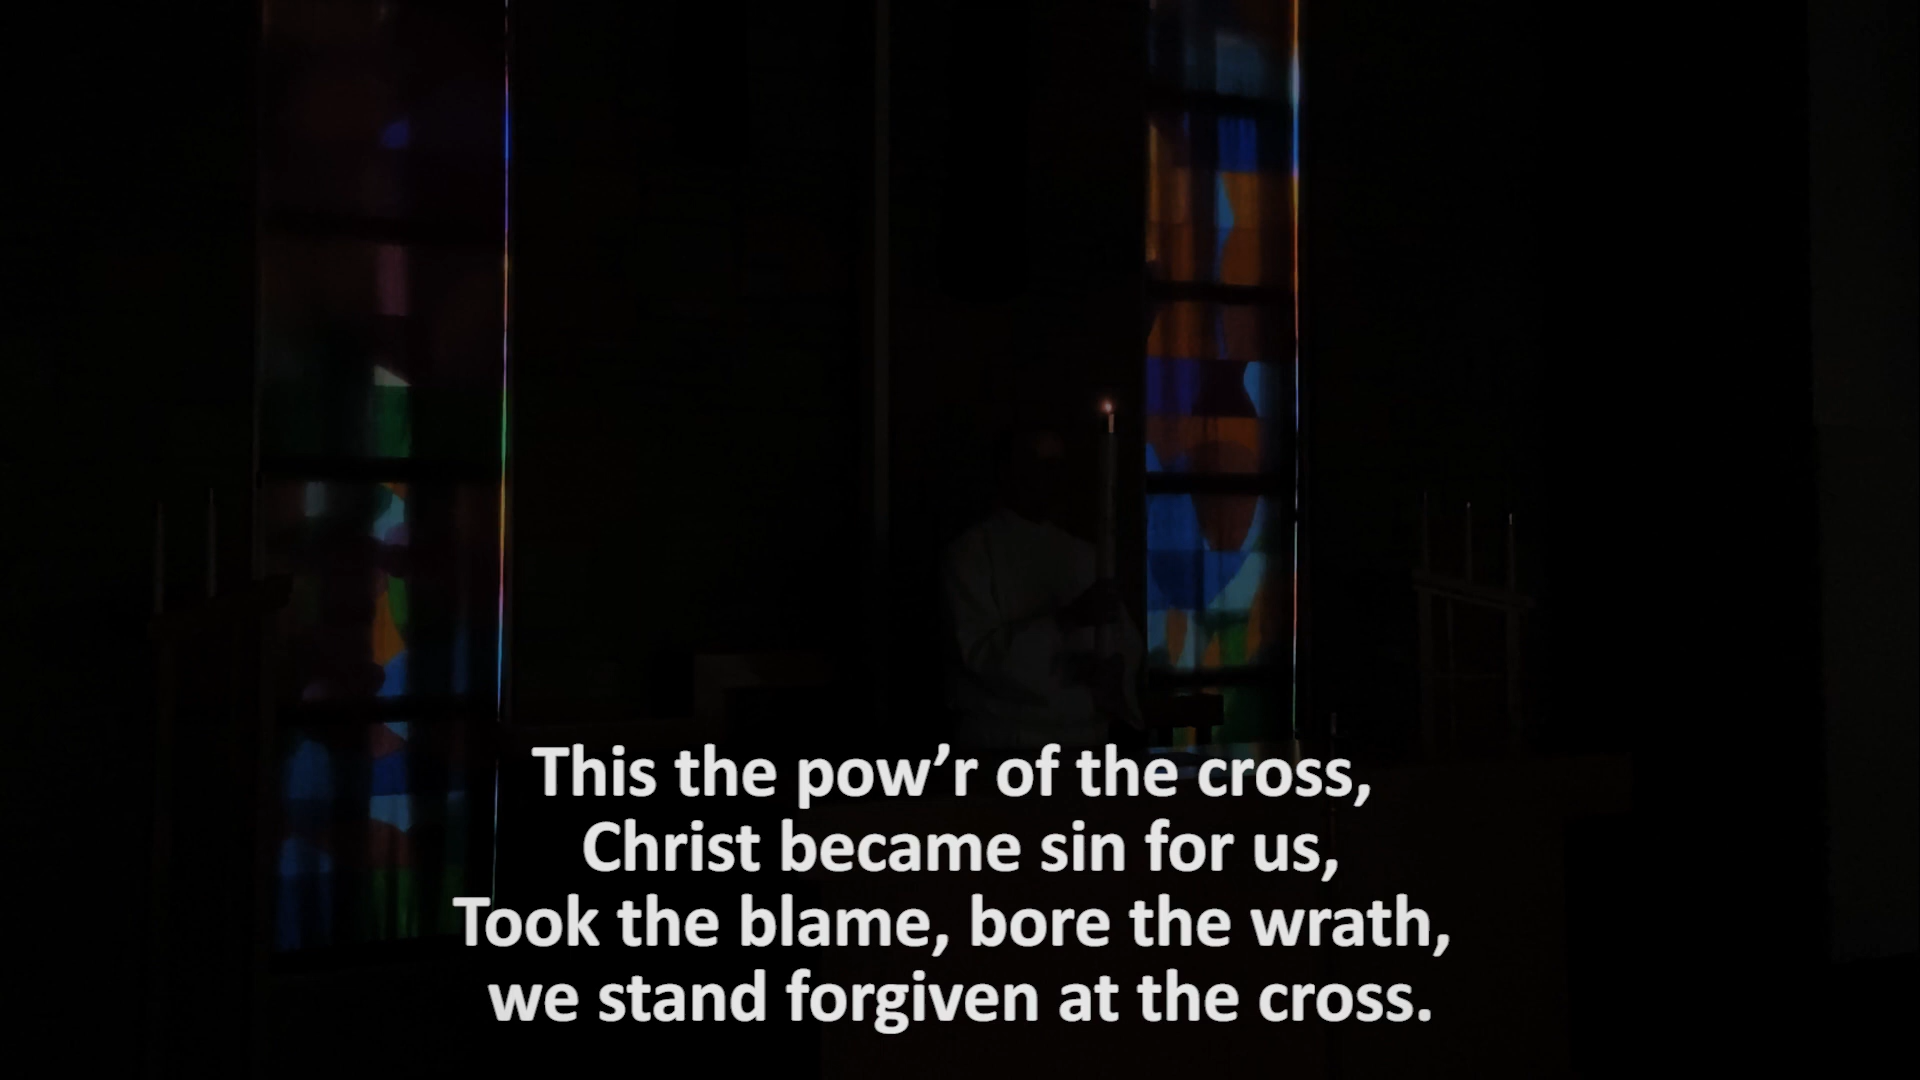 This the pow’r of the cross,
Christ became sin for us,
Took the blame, bore the wrath,
we stand forgiven at the cross.